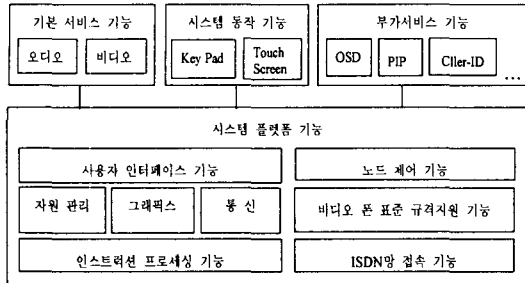 기본 서비스 기능
오디오
비디오
시스템 동작 기능
Key Pad
Touch
Screen
부가서비스 기능
OSD
PIP
Cller-ID
...
시스템 플랫폼 기능
사용자 인터페이스 기능
노드 제어 기능
자원 관리
그래픽스
통 신
비디오 폰 표준 규격지원 기능
인스트럭션 프로세싱 기능
ISDN망 접속 기능